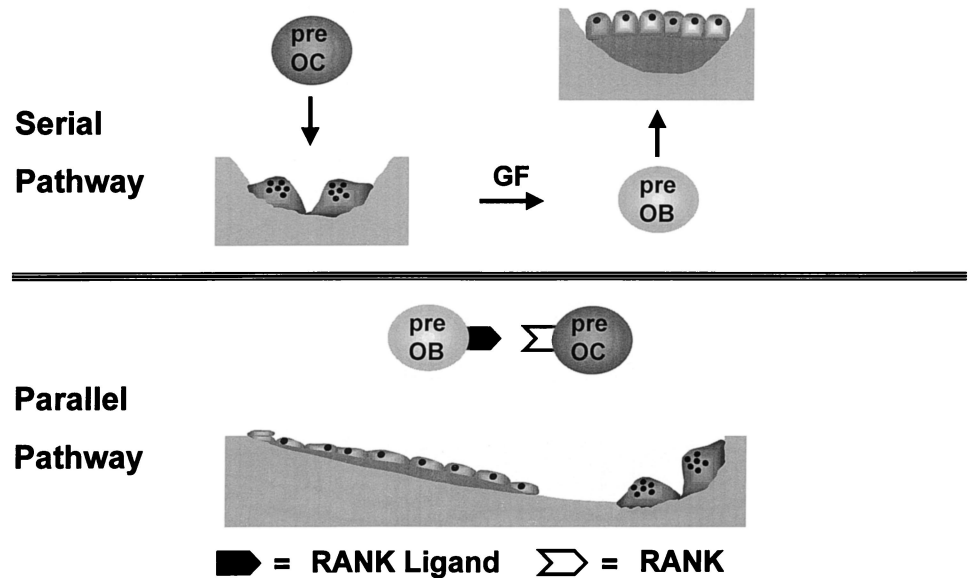 pre
OC
Serial
Pathway
GF
pre
OB
pre
OB
pre
OC
Parallel
Pathway
= RANK Ligand
= RANK